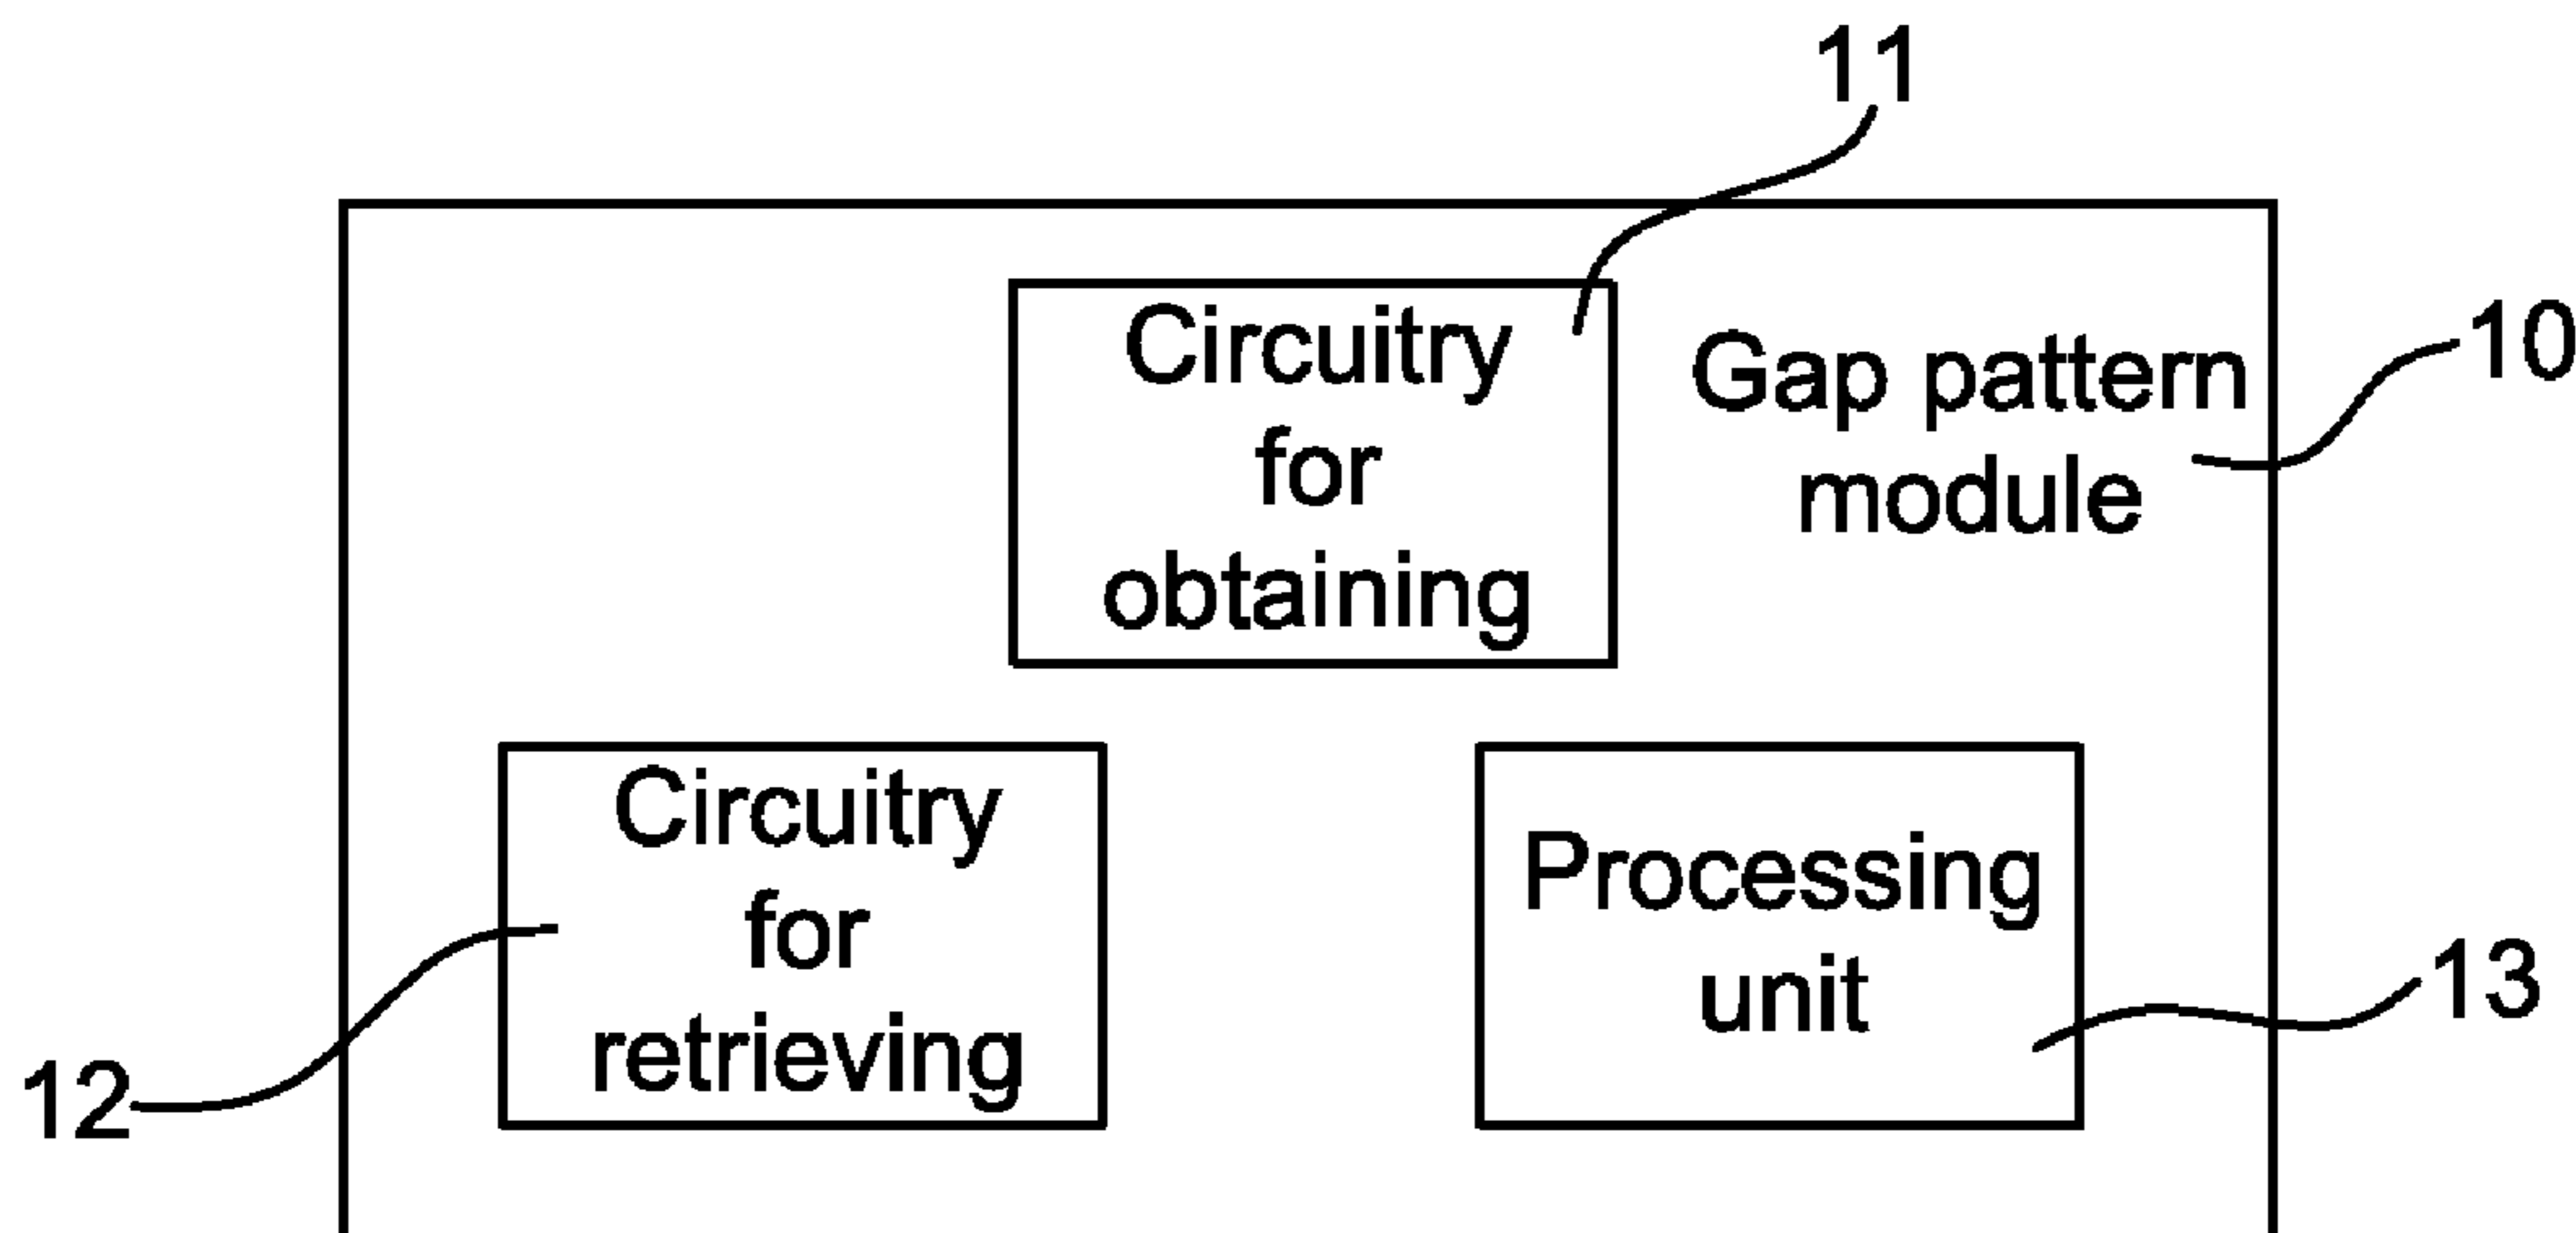 11
Circuitry
for
obtaining
Gap pattern
module
10
Circuitry
for
retrieving
12
Processing
unit
13